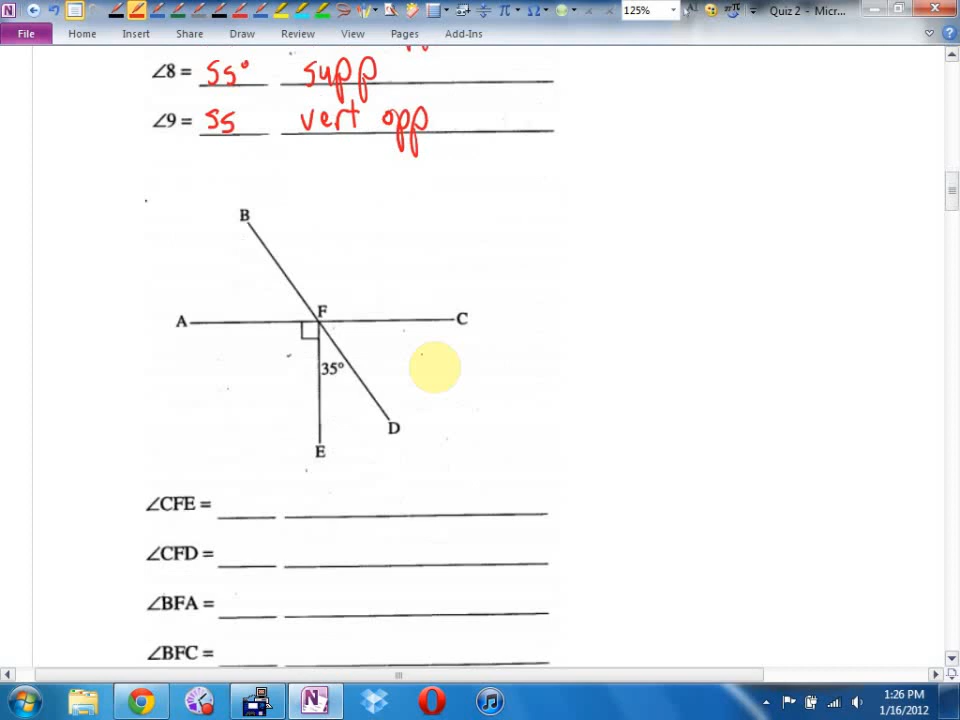 125%
Quiz 2 - Micr...
File Home Insert Share Draw Review View Pages Add-Ins
∠8 = 55° supp
∠9 = 55 vert opp
B
A F C
35°
D
E
∠CFE =
∠CFD =
∠BFA =
∠BFC =
1:26 PM
1/16/2012